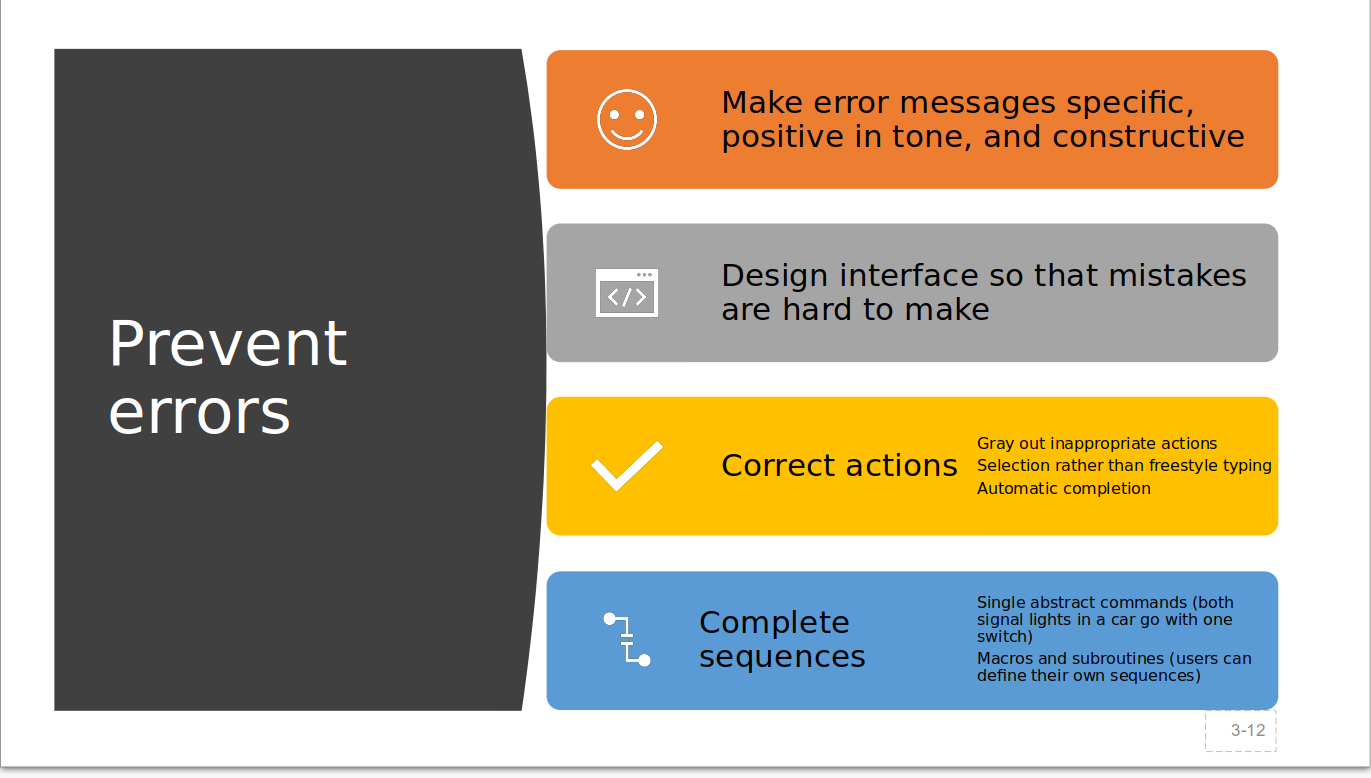 Prevent
errors
Make error messages specific,
positive in tone, and constructive
</>
Design interface so that mistakes
are hard to make
Correct actions
Gray out inappropriate actions
Selection rather than freestyle typing
Automatic completion
Complete
sequences
Single abstract commands (both
signal lights in a car go with one
switch)
Macros and subroutines (users can
define their own sequences)
3-12